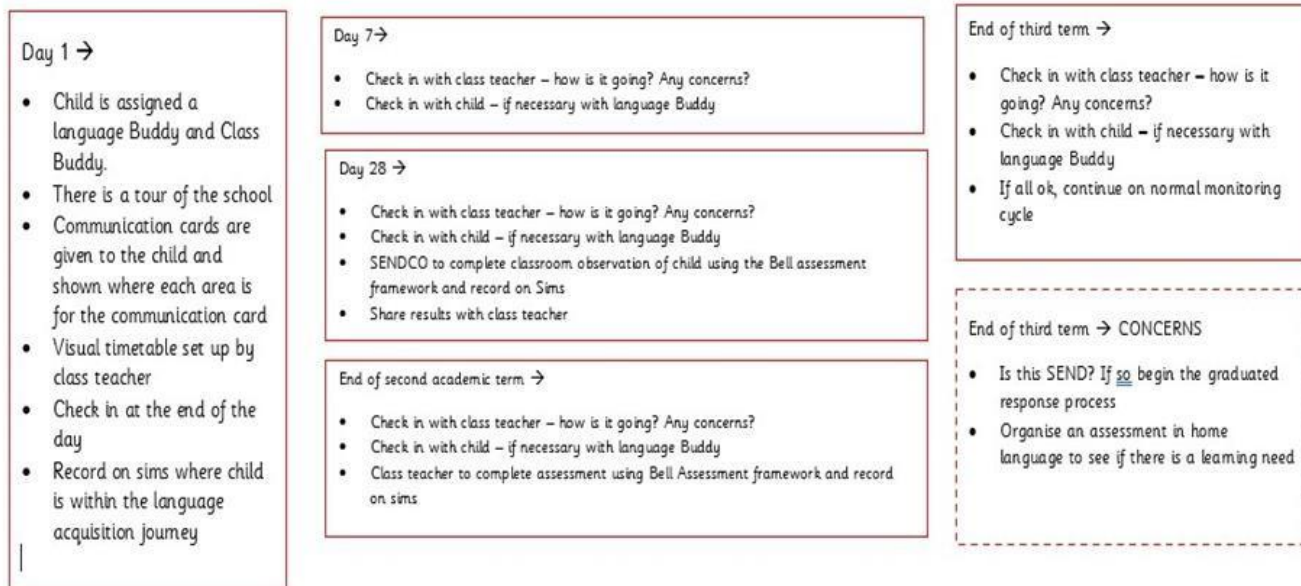 Day 1 →
• Child is assigned a
language Buddy and Class
Buddy.
• There is a tour of the school
• Communication cards are
given to the child and
shown where each area is
for the communication card
• Visual timetable set up by
class teacher
• Check in at the end of the
day
• Record on sims where child
is within the language
acquisition journey
Day 7→
• Check in with class teacher – how is it going? Any concerns?
• Check in with child – if necessary with language Buddy
Day 28 →
• Check in with class teacher – how is it going? Any concerns?
• Check in with child – if necessary with language Buddy
• SENDCO to complete classroom observation of child using the Bell assessment
framework and record on Sims
• Share results with class teacher
End of second academic term →
• Check in with class teacher – how is it going? Any concerns?
• Check in with child – if necessary with language Buddy
• Class teacher to complete assessment using Bell Assessment framework and record
on sims
End of third term →
• Check in with class teacher – how is it
going? Any concerns?
• Check in with child – if necessary with
language Buddy
• If all ok, continue on normal monitoring
cycle
End of third term → CONCERNS
• Is this SEND? If so begin the graduated
response process
• Organise an assessment in home
language to see if there is a learning need